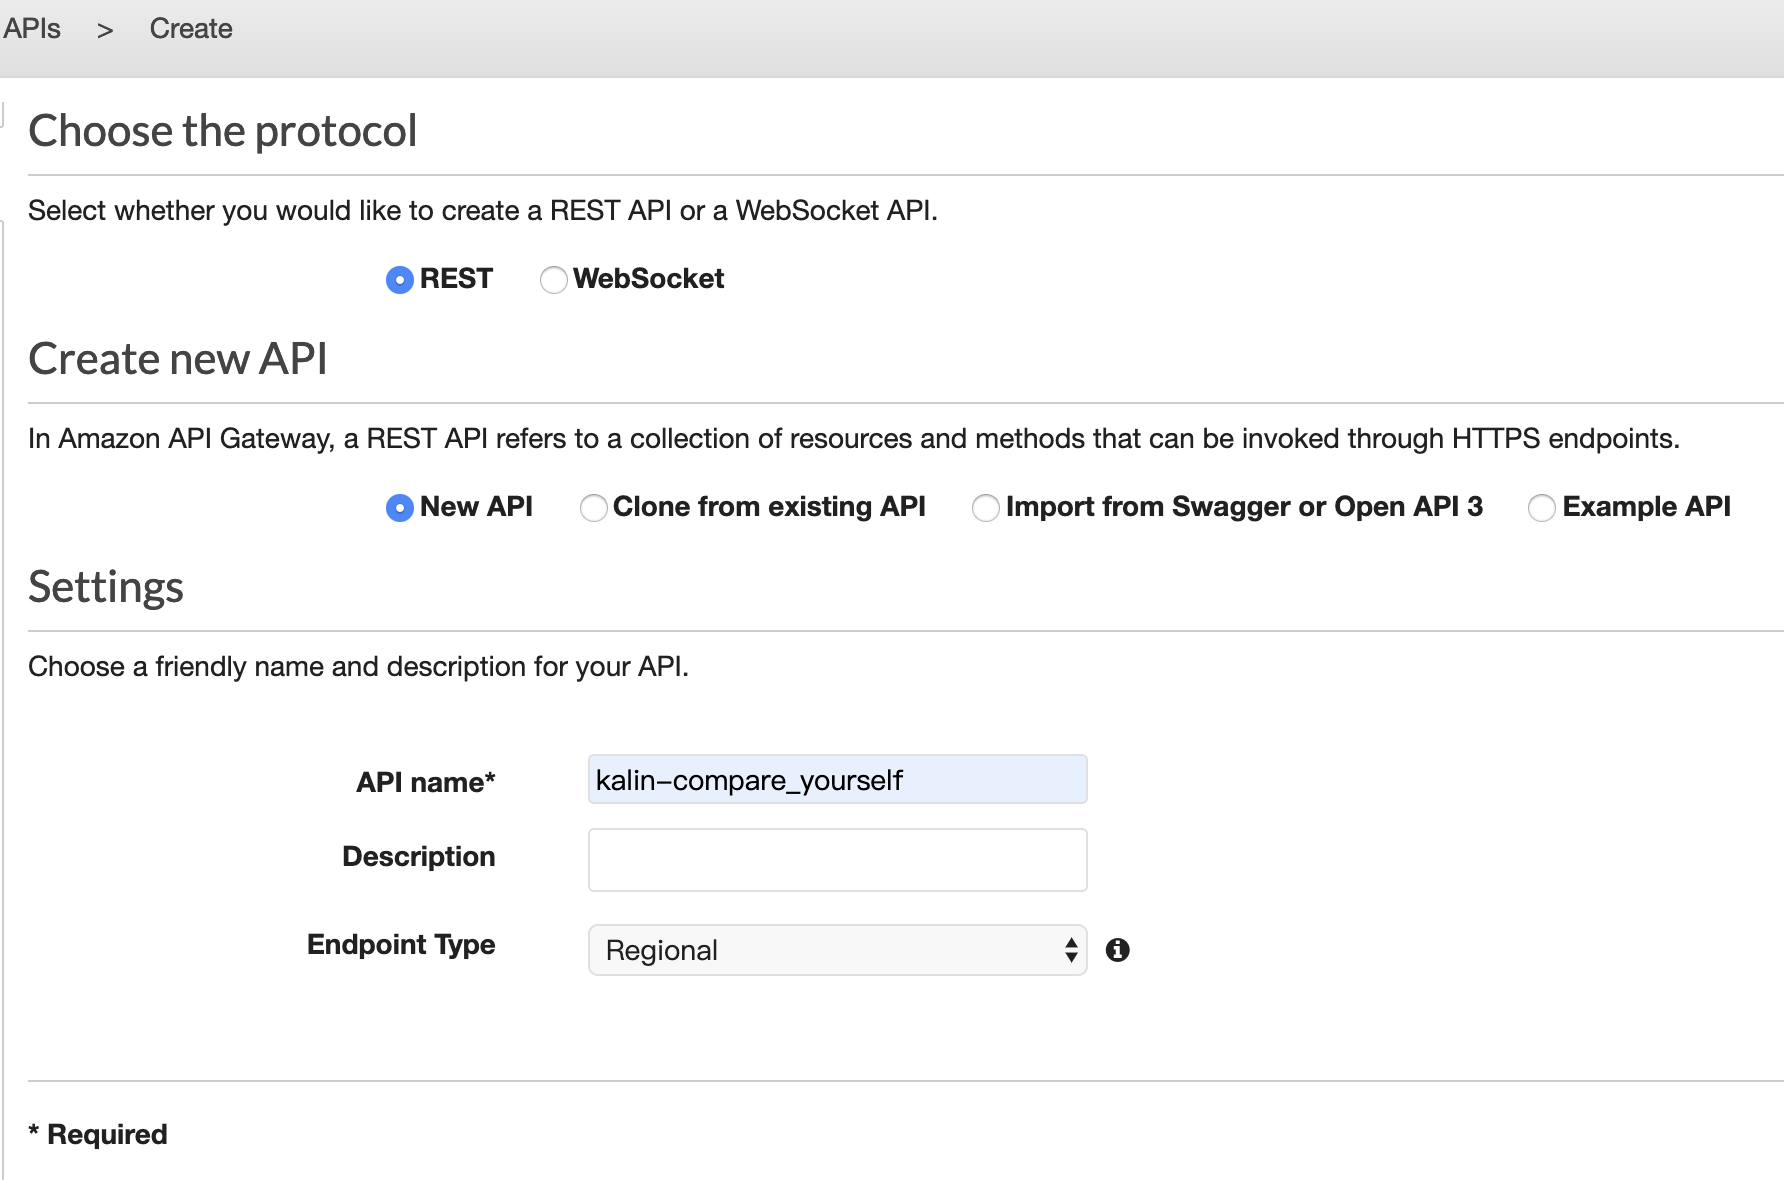 APIs > Create
Choose the protocol
Select whether you would like to create a REST API or a WebSocket API.
REST WebSocket
Create new API
In Amazon API Gateway, a REST API refers to a collection of resources and methods that can be invoked through HTTPS endpoints.
New API Clone from existing API Import from Swagger or Open API 3 Example API
Settings
Choose a friendly name and description for your API.
API name* kalin-compare_yourself
Description
Endpoint Type Regional
* Required